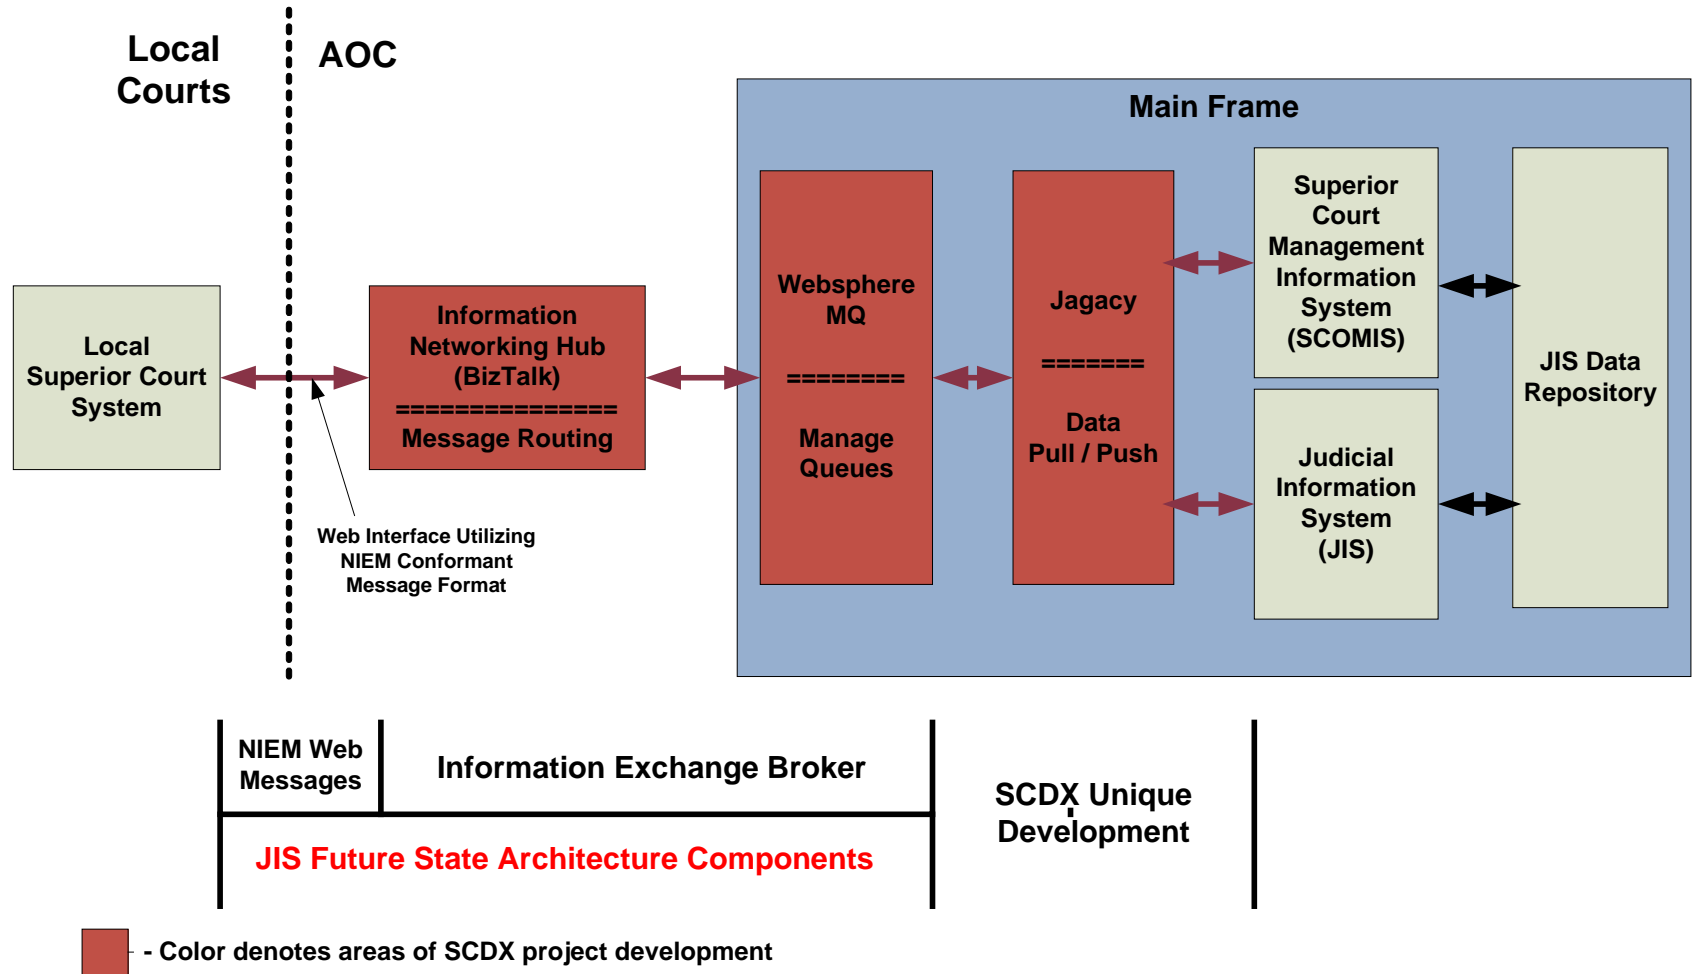 Local
Courts
AOC
Main Frame
Local
Superior Court
System
Information
Networking Hub
(BizTalk)
===============
Message Routing
Web Interface Utilizing
NIEM Conformant
Message Format
Websphere
MQ
========
Manage
Queues
Jagacy
=======
Data
Pull / Push
Superior
Court
Management
Information
System
(SCOMIS)
Judicial
Information
System
(JIS)
JIS Data
Repository
NIEM Web
Messages
Information Exchange Broker
JIS Future State Architecture Components
SCDX Unique
Development
- Color denotes areas of SCDX project development